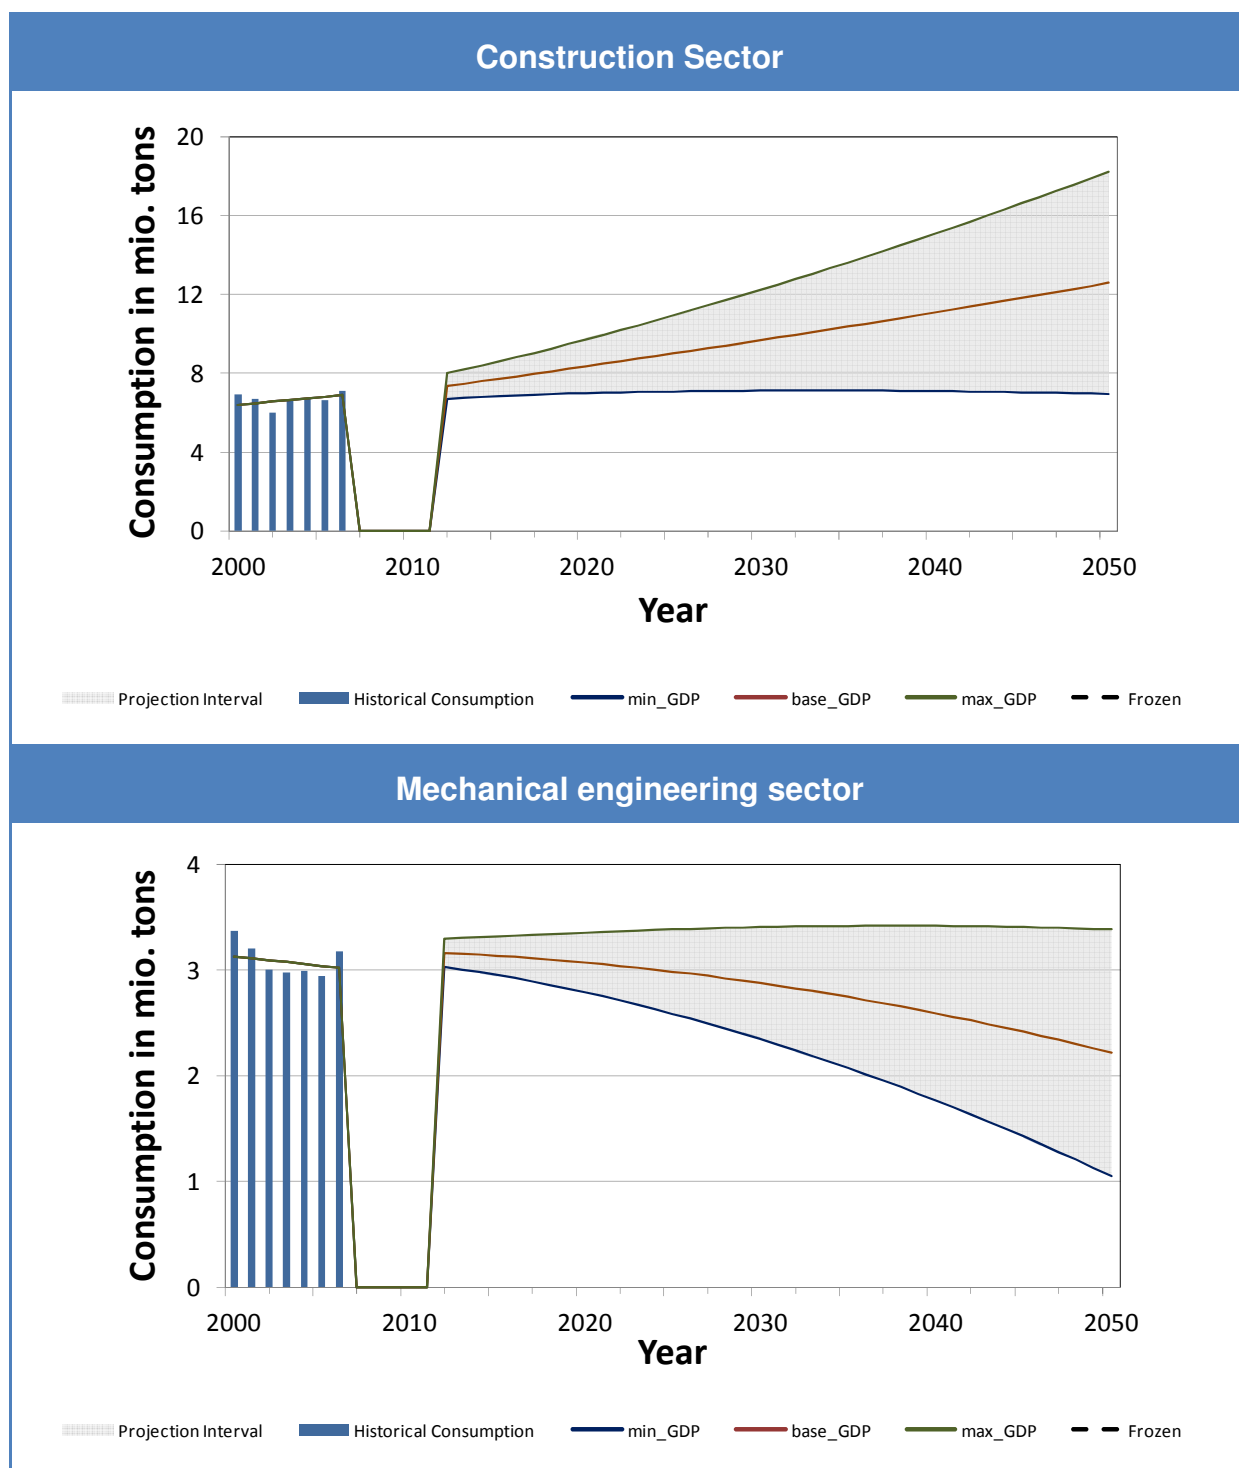 Construction Sector
Consumption in mio. tons
20
16
12
8
4
0
2000 2010 2020 2030 2040 2050
Year
Projection Interval Historical Consumption min_GDP base_GDP max_GDP Frozen
Mechanical engineering sector
Consumption in mio. tons
4
3
2
1
0
2000 2010 2020 2030 2040 2050
Year
Projection Interval Historical Consumption min_GDP base_GDP max_GDP Frozen